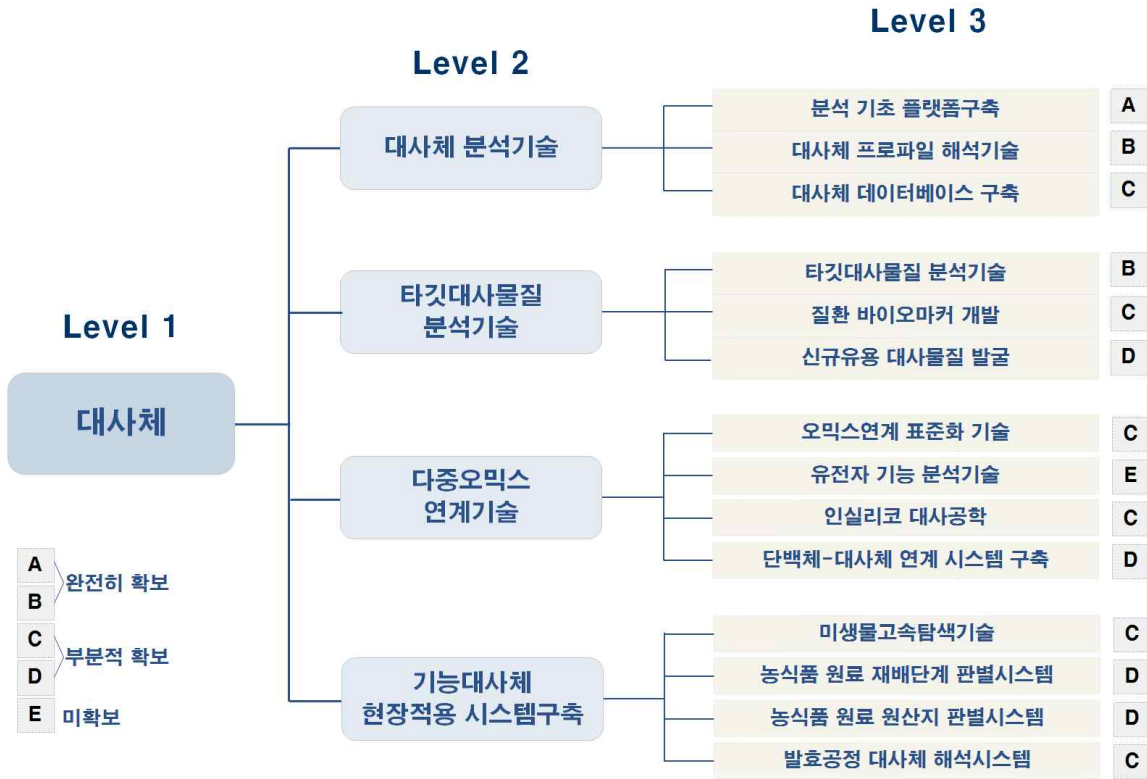 Level 3
Level 2
Level 1
대사체
대사체 분석기술
분석 기초 플랫폼구축 A
대사체 프로파일 해석기술 B
대사체 데이터베이스 구축 C
타깃대사물질
분석기술
타깃대사물질 분석기술 B
질환 바이오마커 개발 C
신규유용 대사물질 발굴 D
다중오믹스
연계기술
오믹스연계 표준화 기술 C
유전자 기능 분석기술 E
인실리코 대사공학 C
단백체-대사체 연계 시스템 구축 D
기능대사체
현장적용 시스템구축
미생물고속탐색기술 C
농식품 원료 재배단계 판별시스템 D
농식품 원료 원산지 판별시스템 D
발효공정 대사체 해석시스템 C
A
B
완전히 확보
C
D
부분적 확보
E 미확보